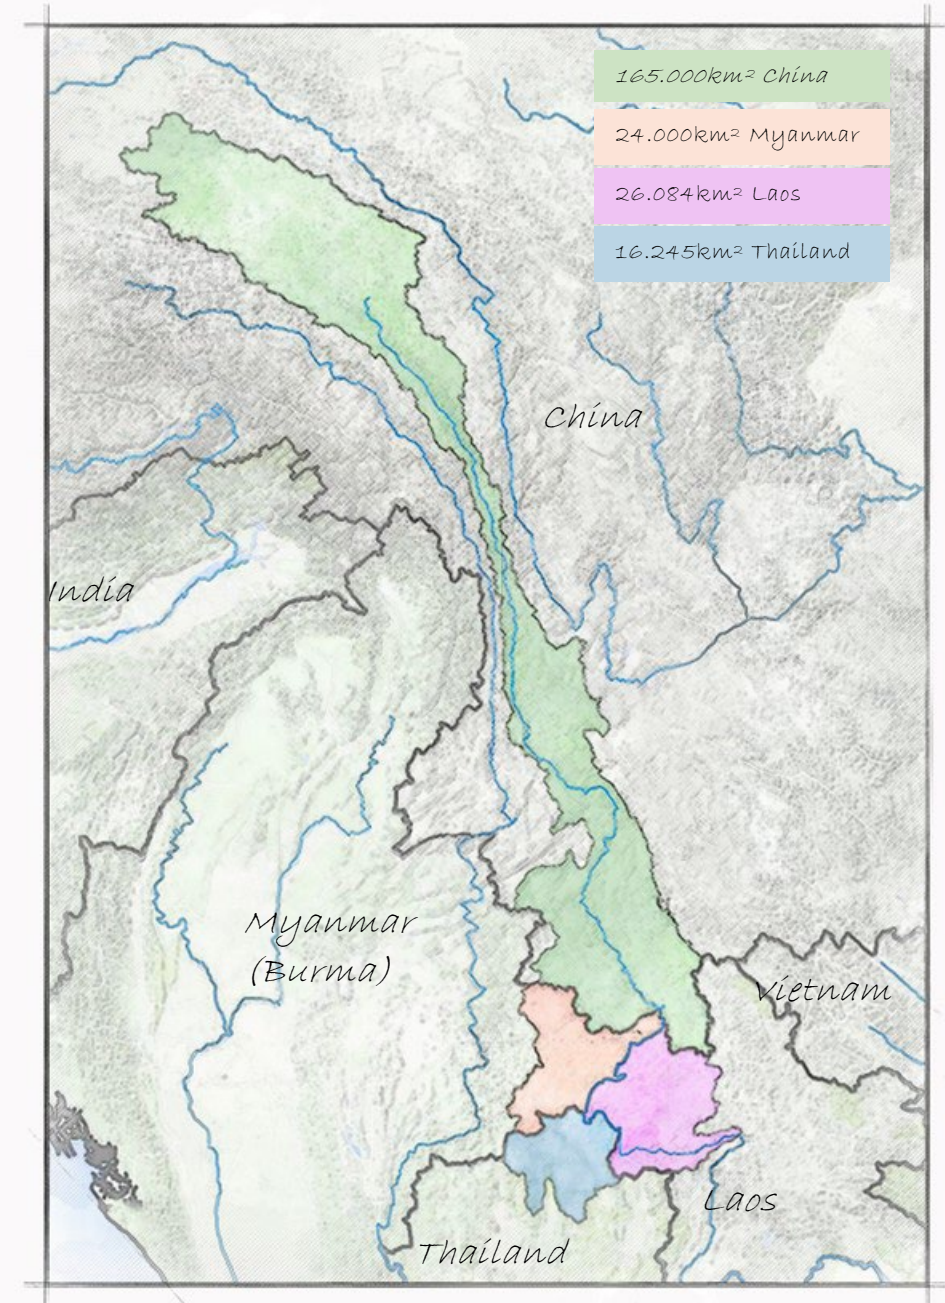 165.000km² China
24.000km² Myanmar
26.084km² Laos
16.245km² Thailand
China
India
Myanmar
(Burma)
Vietnam
Laos
Thailand